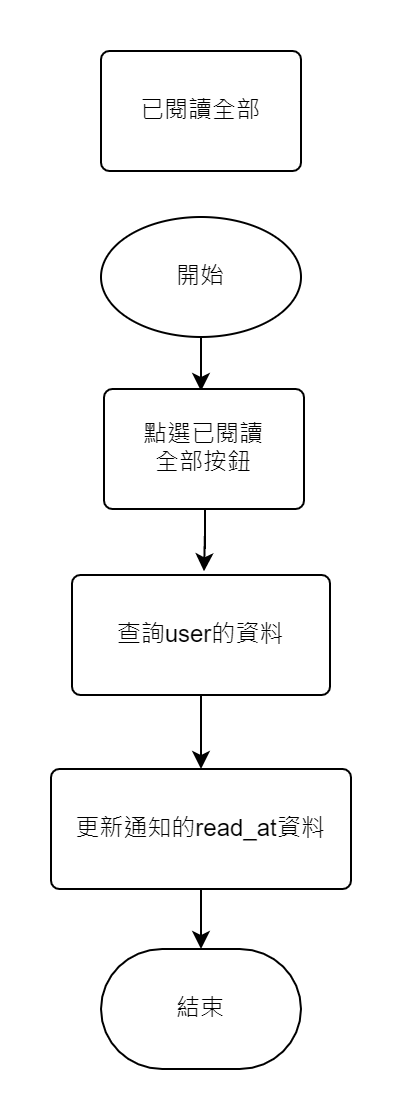 已閱讀全部
開始
點選已閱讀
全部按鈕
查詢user的資料
更新通知的read_at資料
結束